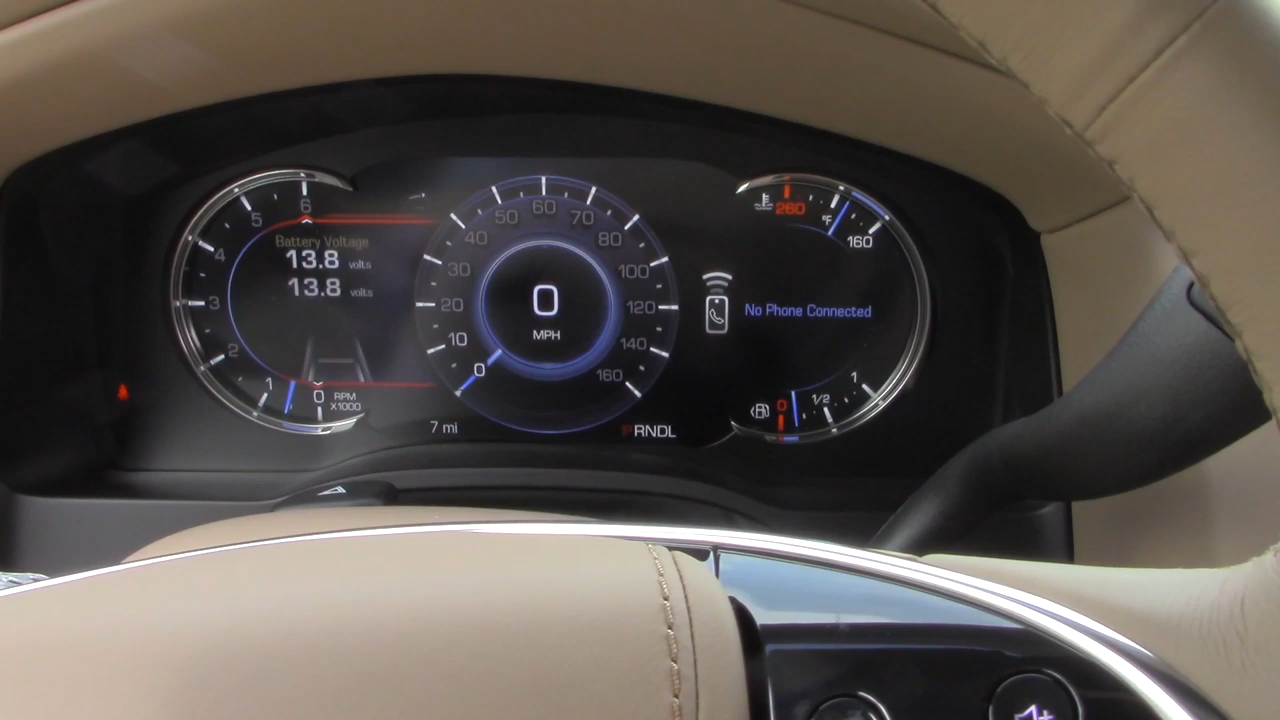 6
5
4
3
2
1
0
RPM
X1000
Battery Voltage
13.8 volts
13.8 volts
0
10
20
30
40
50
60
70
80
100
120
140
160
0
MPH
7 mi
PRNDL
260
°F
160
No Phone Connected
0
1/2
1